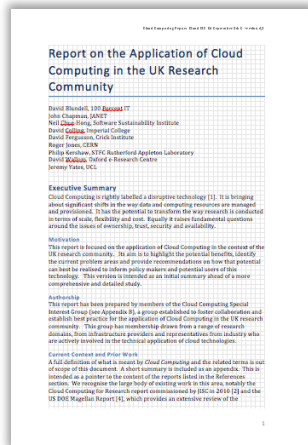 Report on the Application of Cloud
Computing in the UK Research
Community
David Blundell, 100 Percent IT
John Chapman, JANET
Neil Chue Hong, Software Sustainability Institute
David Colling, Imperial College
David Fergusson, Crick Institute
Roger Jones, CERN
Philip Kershaw, STFC Rutherford Appleton Laboratory
David Wallom, Oxford e-Research Centre
Jeremy Yates, UCL
Executive Summary
Cloud Computing is rightly labelled a disruptive technology [1]. It is bringing
about significant shifts in the way data and computing resources are managed
and provisioned. It has the potential to transform the way research is conducted
in terms of scale, flexibility and cost. Equally it raises fundamental questions
around the issues of ownership, trust, security and availability.
Motivation
This report is focused on the application of Cloud Computing in the context of the
UK research community. Its aim is to highlight the potential benefits, identify
the current problem areas and provide recommendations on how that potential
can best be realised to inform policy makers and potential users of this
technology. This version is intended as an initial summary ahead of a more
comprehensive and detailed study.
Authorship
This report has been prepared by members of the Cloud Computing Special
Interest Group (see Appendix B), a group established to foster collaboration and
establish best practice for the application of Cloud Computing in the UK research
community. This group has membership drawn from a range of research
domains, from infrastructure providers and representatives from industry who
are actively involved in the technical application of cloud technologies.
Current Context and Prior Work
A full definition of what is meant by Cloud Computing and the related terms is out
of scope of this document. A short summary is included as an appendix. This is
intended as a pointer to the content of the reports listed in the References
section. We recognise the large body of existing work in this area, notably the
Cloud Computing for Research report commissioned by JISC in 2010 [2] and the
US DOE Magellan Report [4], which provides an extensive review of the
1